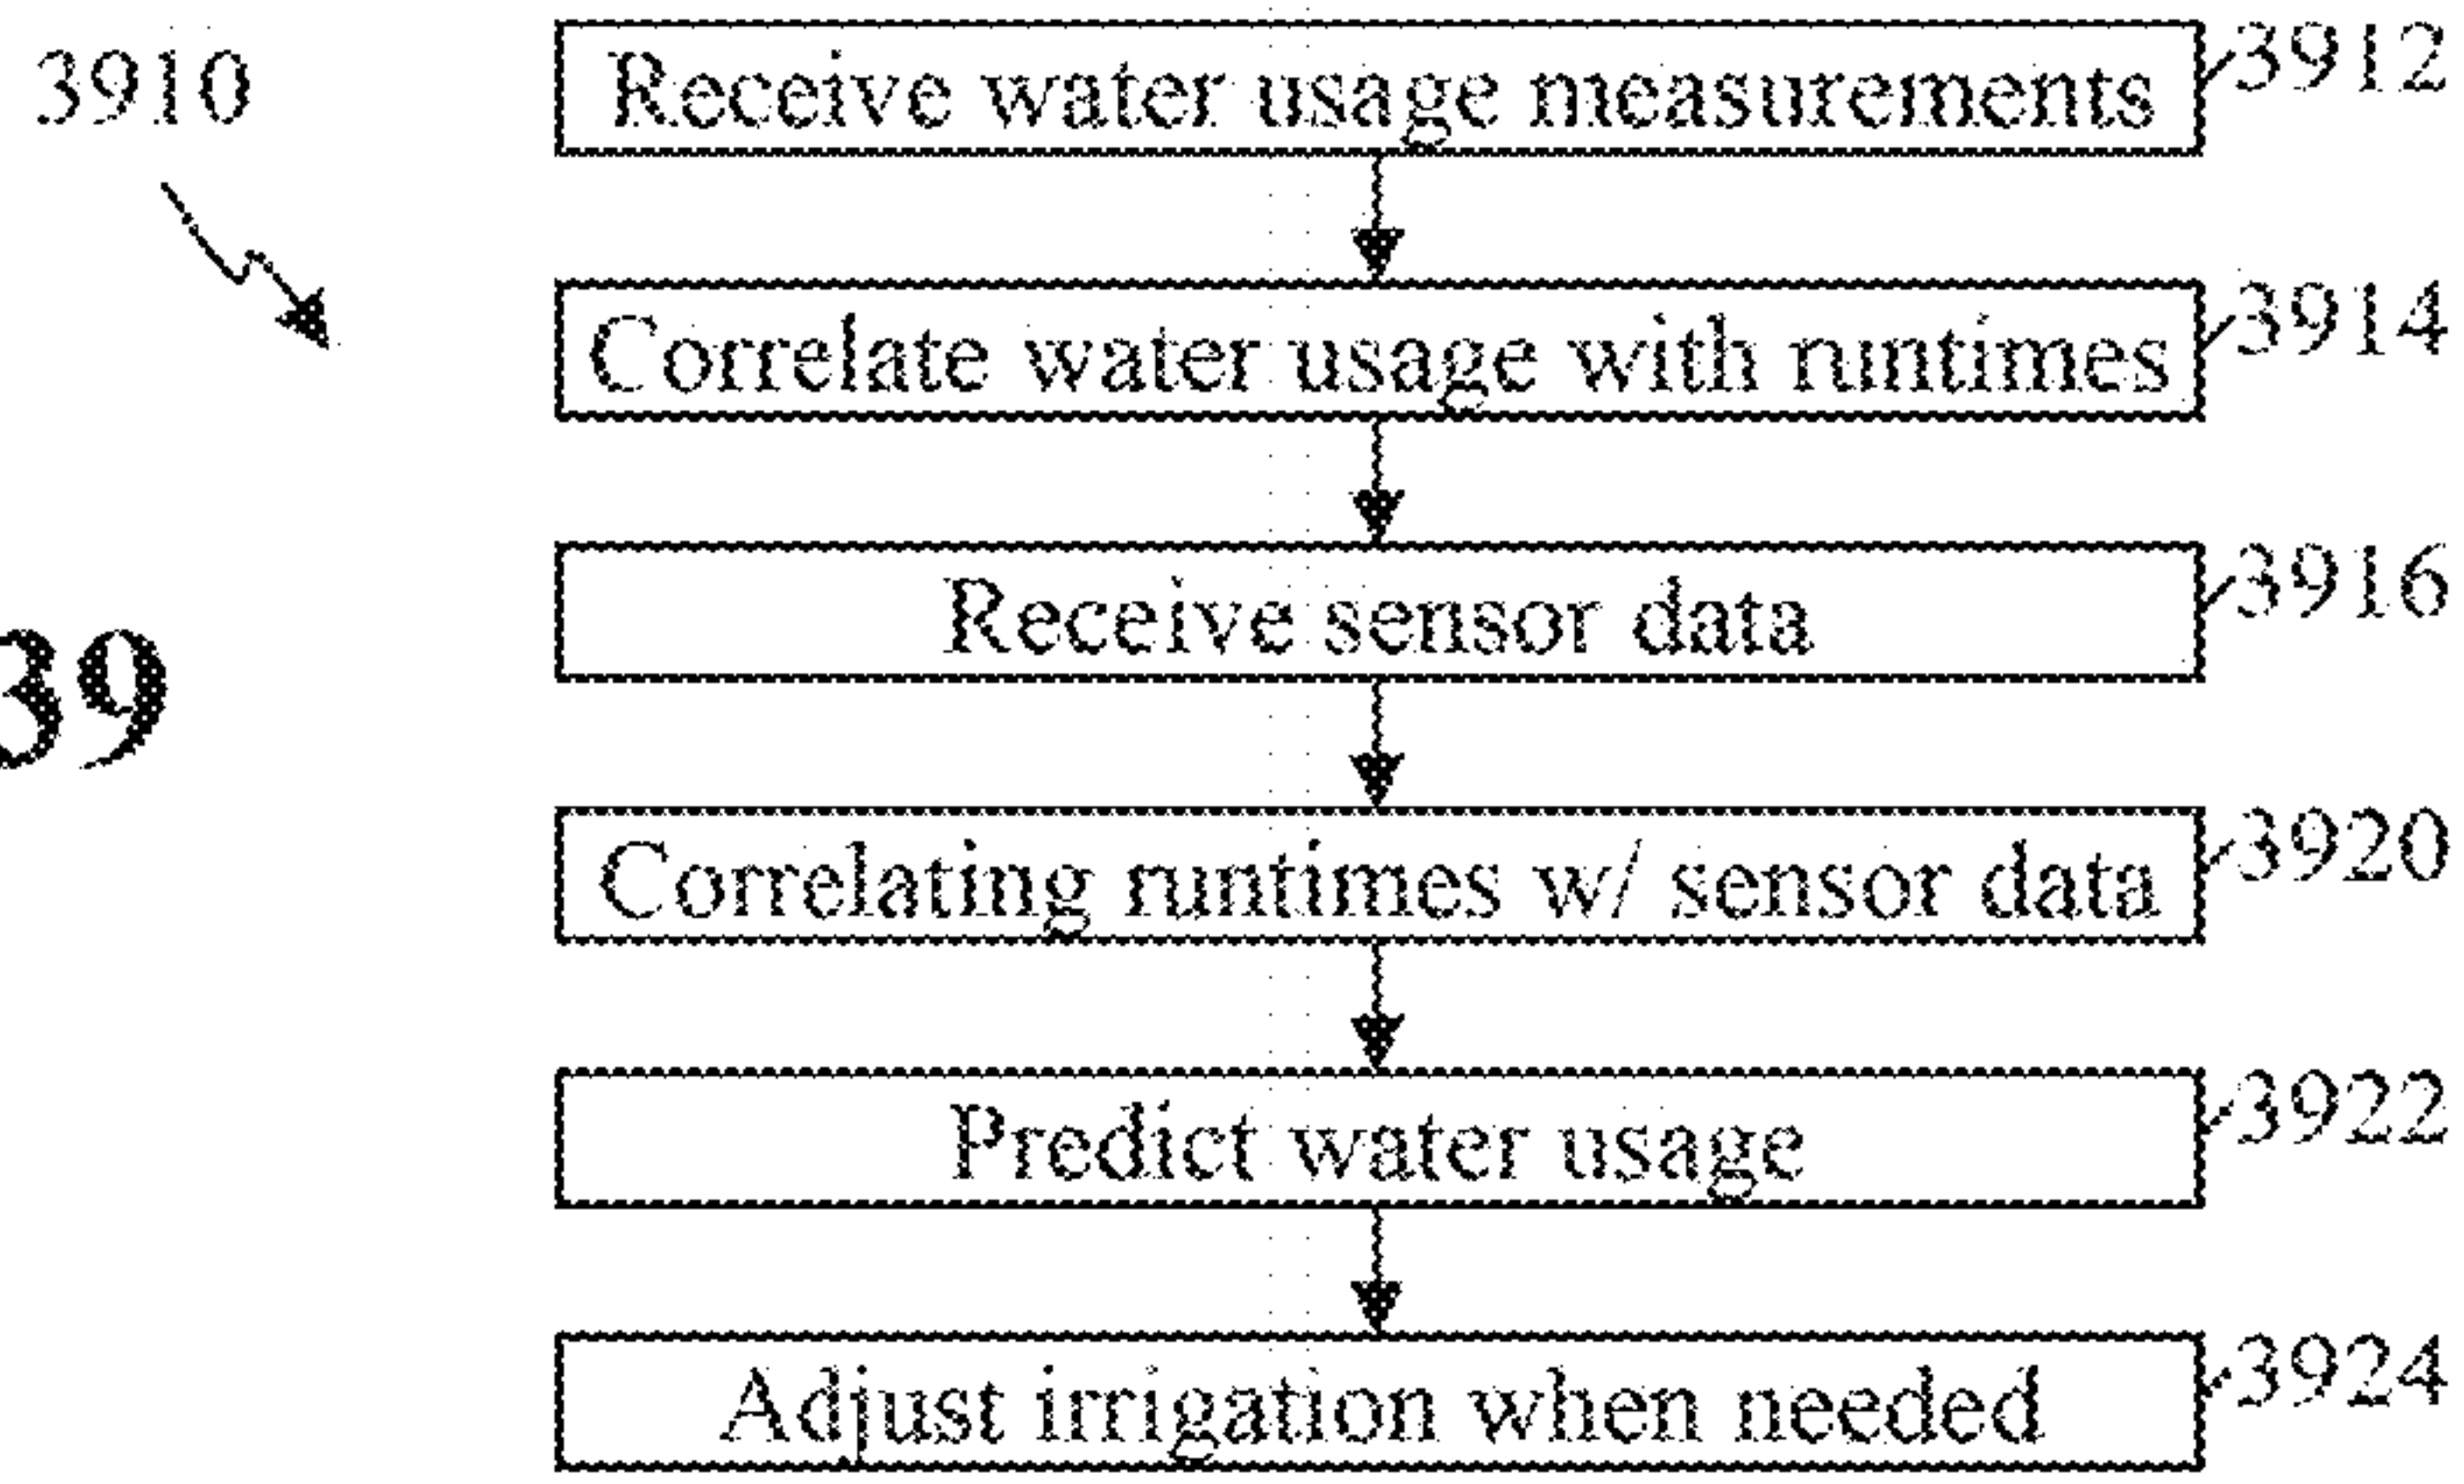 3910
Receive water usage measurements
3912
Correlate water usage with runtimes
3914
Receive sensor data
3916
39
Correlating runtimes w/ sensor data
3920
Predict water usage
3922
Adjust irrigation when needed
3924